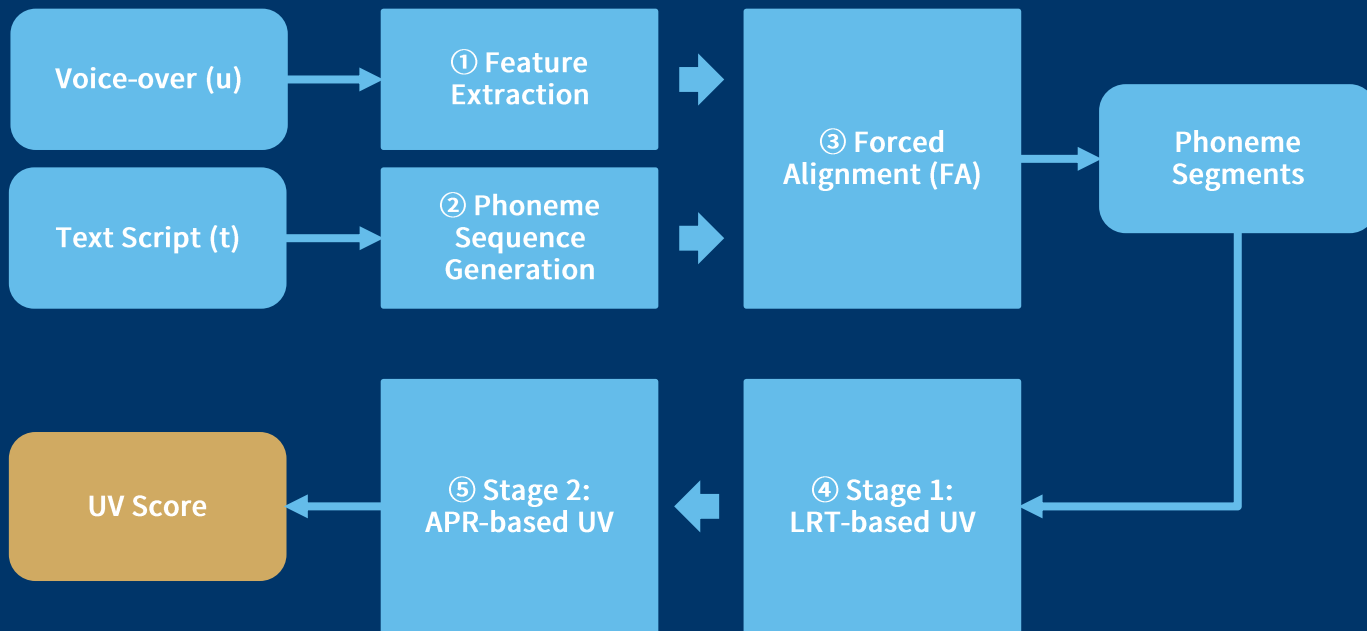 Voice-over (u)
① Feature
Extraction
③ Forced
Alignment (FA)
Phoneme
Segments
Text Script (t)
② Phoneme
Sequence
Generation
UV Score
⑤ Stage 2:
APR-based UV
④ Stage 1:
LRT-based UV